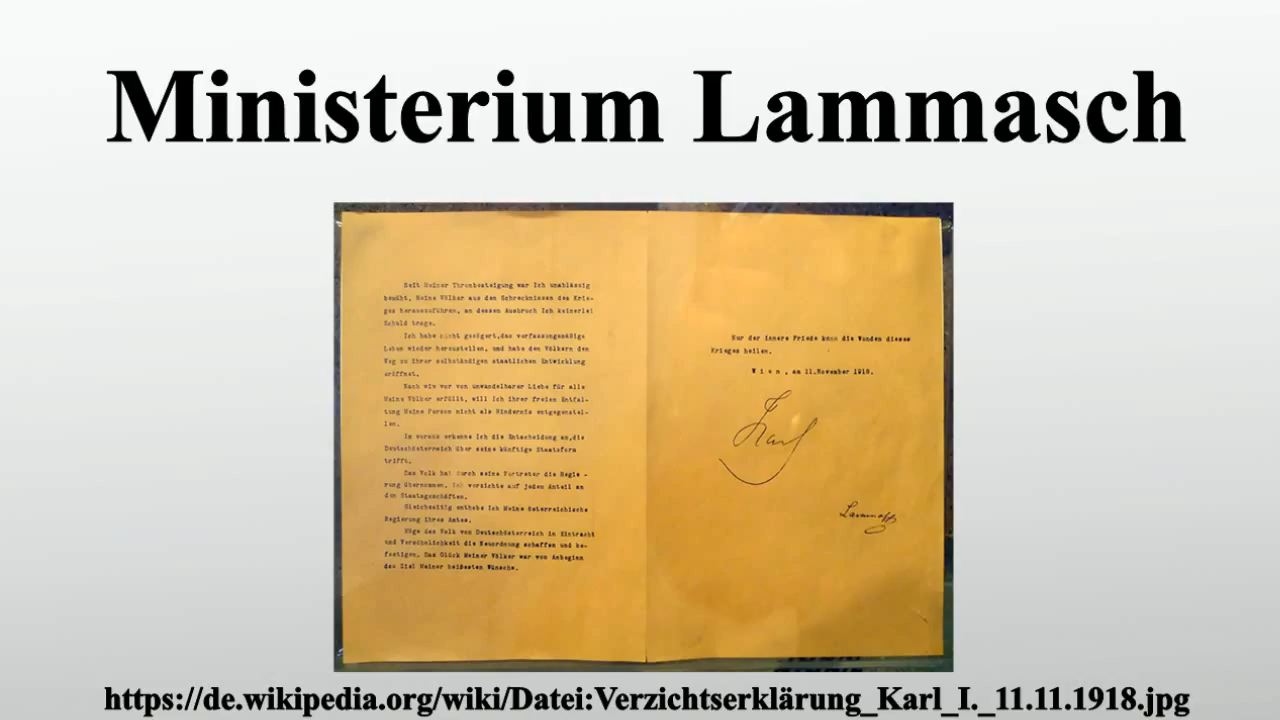 Ministerium Lammasch
Seit Meiner Thronbesteigung war Ich unablässig
bemüht, Meine Völker aus den Schrecknissen des Krie-
ges herauszuführen, an dessen Ausbruch Ich keinerlei
Schuld trage.
Ich habe nicht gezögert, das verfassungsmäßige
Leben wieder herzustellen, und habe den Völkern den
Weg zu ihrer selbständigen staatlichen Entwicklung
eröffnet.
Nach wie vor von unwandelbarer Liebe für alle
Meine Völker erfüllt, will Ich ihrer freien Entfal-
tung Meine Person nicht als Hindernis entgegenstel-
len.
Im voraus erkenne Ich die Entscheidung an, die
Deutschösterreich über seine künftige Staatsform
trifft.
Das Volk hat durch seine Vertreter die Regie -
rung übernommen. Ich verzichte auf jeden Anteil an
den Staatsgeschäften.
Gleichzeitig enthebe Ich Meine österreichische
Regierung ihres Amtes.
Möge das Volk von Deutschösterreich in Eintracht
und Versöhnlichkeit die Neuordnung schaffen und be-
festigen. Das Glück Meiner Völker war von Anbeginn
das Ziel Meiner heißesten Wünsche.
Nur der innere Friede kann die Wunden dieses
Krieges heilen.
W i e n , am 11. November 1918.
Karl
Lammasch
https://de.wikipedia.org/wiki/Datei:Verzichtserklärung_Karl_I._11.11.1918.jpg